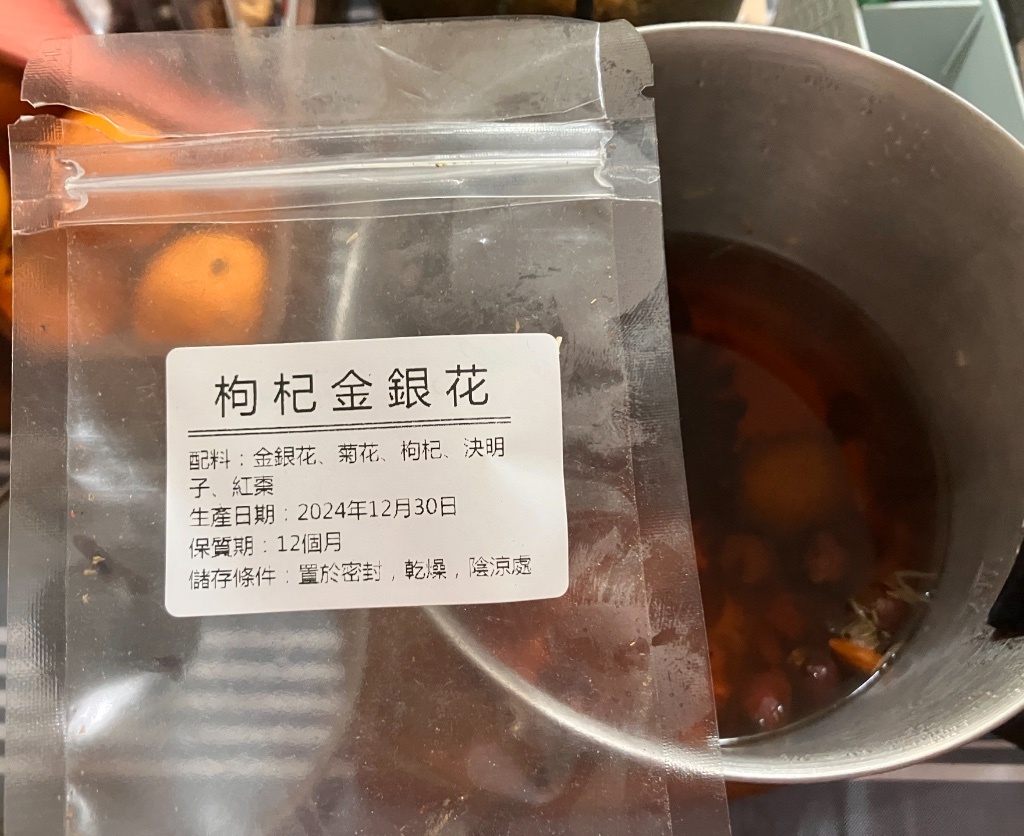 枸杞金銀花
配料：金銀花、菊花、枸杞、決明
子、紅棗
生產日期：2024年12月30日
保質期：12個月
儲存條件：置於密封，乾燥，陰涼處